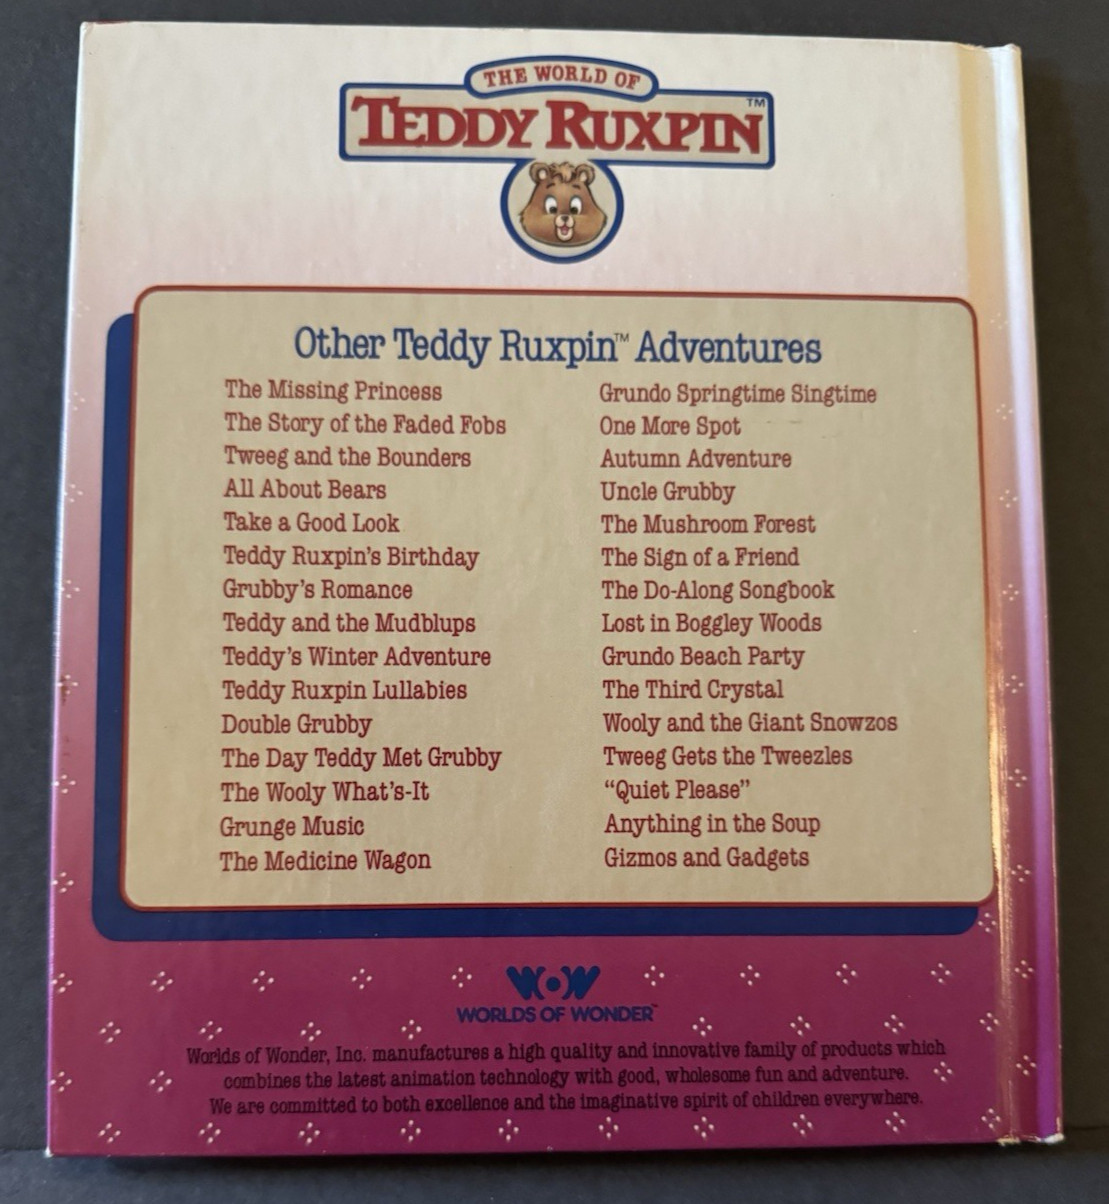 THE WORLD OF
TEDDY RUXPIN™
Other Teddy Ruxpin™ Adventures
The Missing Princess
The Story of the Faded Fobs
Tweeg and the Bounders
All About Bears
Take a Good Look
Teddy Ruxpin's Birthday
Grubby's Romance
Teddy and the Mudblups
Teddy's Winter Adventure
Teddy Ruxpin Lullabies
Double Grubby
The Day Teddy Met Grubby
The Wooly What's-It
Grunge Music
The Medicine Wagon
Grundo Springtime Singtime
One More Spot
Autumn Adventure
Uncle Grubby
The Mushroom Forest
The Sign of a Friend
The Do-Along Songbook
Lost in Boggley Woods
Grundo Beach Party
The Third Crystal
Wooly and the Giant Snowzos
Tweeg Gets the Tweezles
“Quiet Please”
Anything in the Soup
Gizmos and Gadgets
WOW
WORLDS OF WONDER™
Worlds of Wonder, Inc. manufactures a high quality and innovative family of products which
combines the latest animation technology with good, wholesome fun and adventure.
We are committed to both excellence and the imaginative spirit of children everywhere.